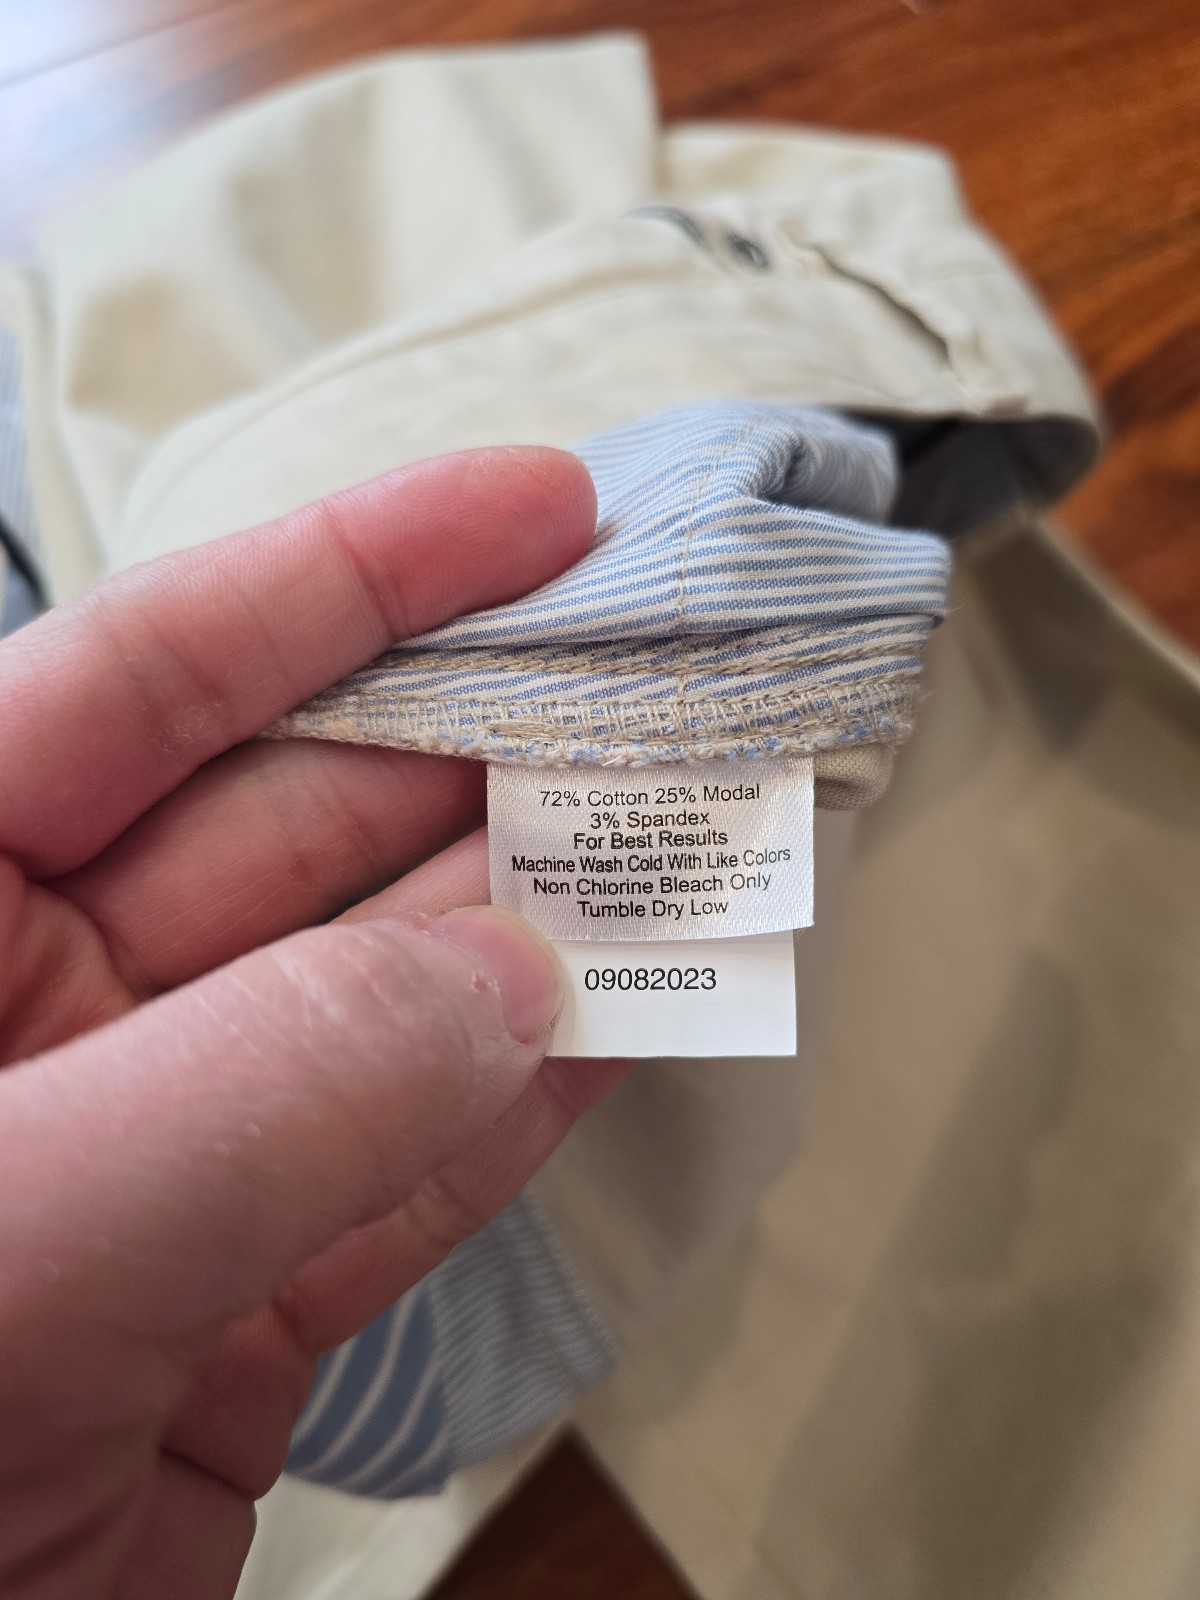 72% Cotton 25% Modal
3% Spandex
For Best Results
Machine Wash Cold With Like Colors
Non Chlorine Bleach Only
Tumble Dry Low
09082023